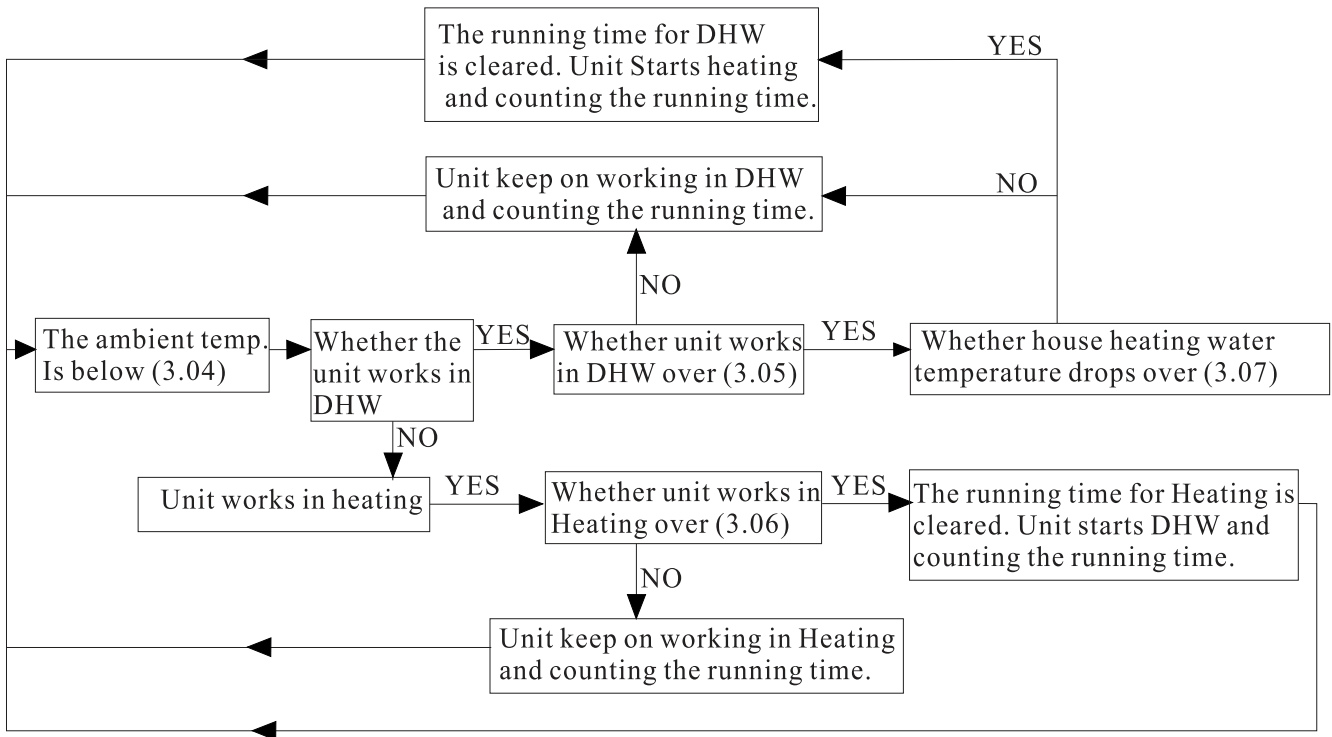 The running time for DHW
is cleared. Unit Starts heating
and counting the running time.
YES
Unit keep on working in DHW
and counting the running time.
NO
NO
The ambient temp.
Is below (3.04)
Whether the
unit works in
DHW
YES
Whether unit works
in DHW over (3.05)
YES
Whether house heating water
temperature drops over (3.07)
NO
Unit works in heating
YES
Whether unit works in
Heating over (3.06)
YES
The running time for Heating is
cleared. Unit starts DHW and
counting the running time.
NO
Unit keep on working in Heating
and counting the running time.